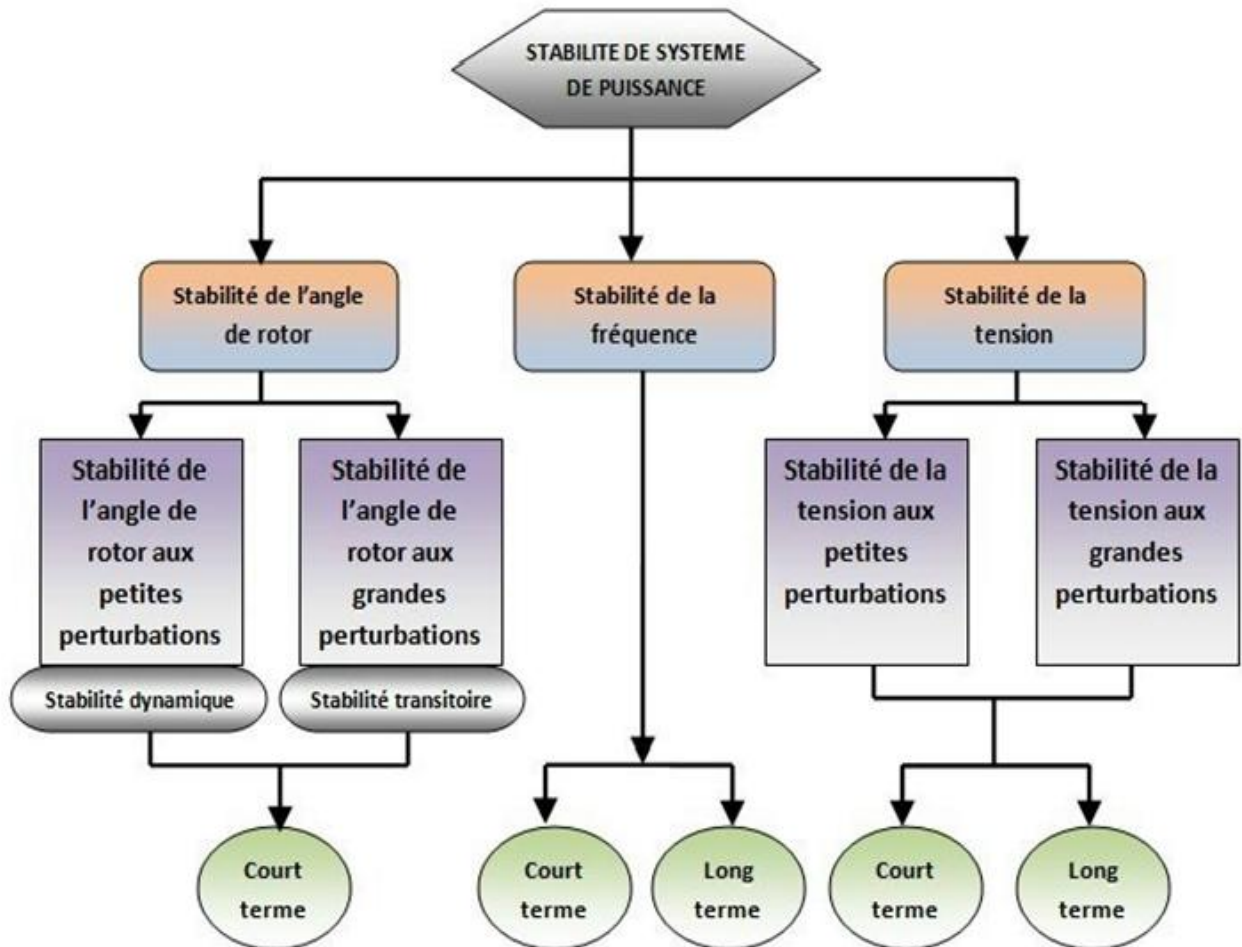 STABILITE DE SYSTEME
DE PUISSANCE
Stabilité de l'angle
de rotor
Stabilité de la
fréquence
Stabilité de la
tension
Stabilité de
l'angle de
rotor aux
petites
perturbations
Stabilité de
l'angle de
rotor aux
grandes
perturbations
Stabilité de la
tension aux
petites
perturbations
Stabilité de la
tension aux
grandes
perturbations
Stabilité dynamique
Stabilité transitoire
Court
terme
Court
terme
Long
terme
Court
terme
Long
terme